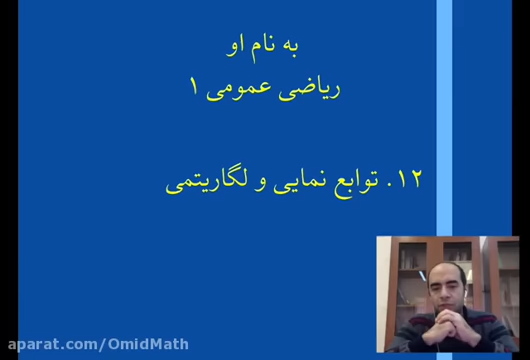 به نام او
ریاضی عمومی ۱
۱۲. توابع نمایی و لگاریتمی
aparat.com/OmidMath